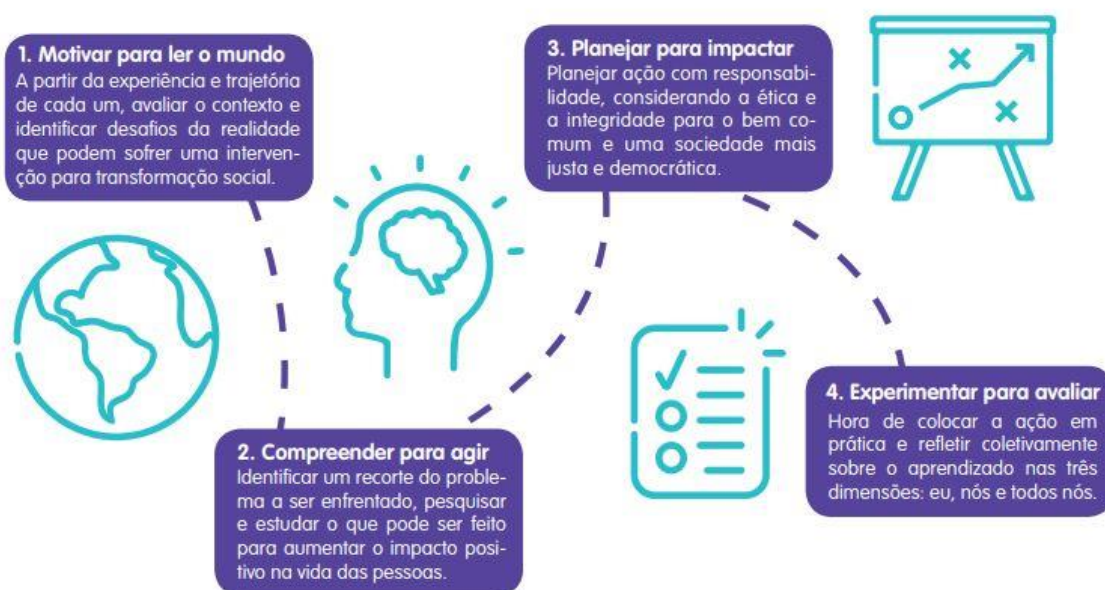 1. Motivar para ler o mundo
A partir da experiência e trajetória
de cada um, avaliar o contexto e
identificar desafios da realidade
que podem sofrer uma interven-
ção para transformação social.
2. Compreender para agir
Identificar um recorte do proble-
ma a ser enfrentado, pesquisar
e estudar o que pode ser feito
para aumentar o impacto posi-
tivo na vida das pessoas.
3. Planejar para impactar
Planejar ação com responsabi-
lidade, considerando a ética e
a integridade para o bem co-
mum e uma sociedade mais
justa e democrática.
4. Experimentar para avaliar
Hora de colocar a ação em
prática e refletir coletivamente
sobre o aprendizado nas três
dimensões: eu, nós e todos nós.